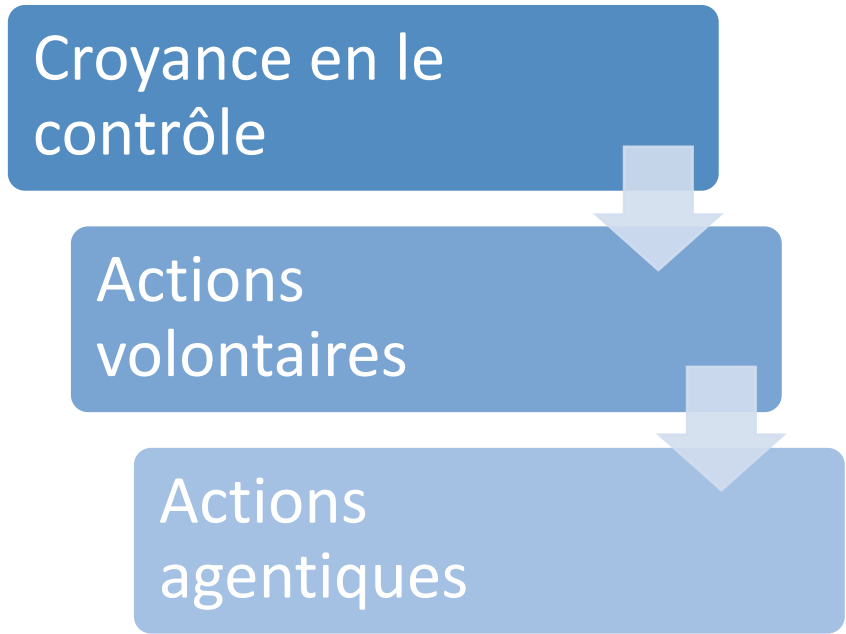 Croyance en le
contrôle
Actions
volontaires
Actions
agentiques